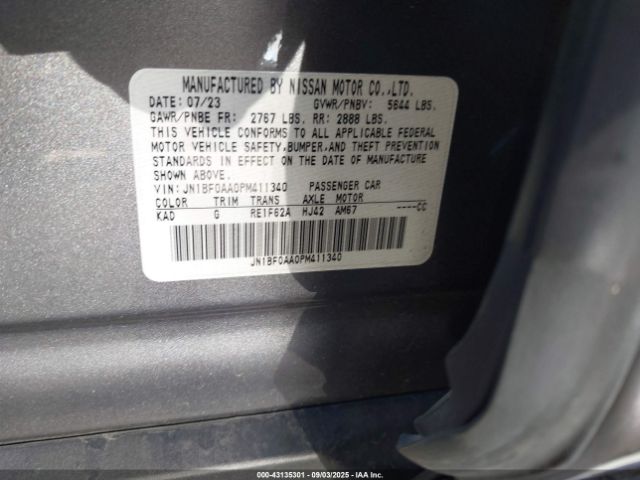 MANUFACTURED BY NISSAN MOTOR CO.,LTD.
DATE: 07/23 GVWR/PNBV: 5644 LBS.
GAWR/PNBE FR: 2767 LBS. RR: 2888 LBS.
THIS VEHICLE CONFORMS TO ALL APPLICABLE FEDERAL
MOTOR VEHICLE SAFETY,BUMPER,AND THEFT PREVENTION
STANDARDS IN EFFECT ON THE DATE OF MANUFACTURE
SHOWN ABOVE.
VIN: JN1BF0AA0PM411340 PASSENGER CAR
COLOR TRIM TRANS AXLE MOTOR
KAD G RE1F62A HJ42 AM67 ----CC
JN1BF0AA0PM411340
000-43135301 - 09/03/2025 - IAA Inc.